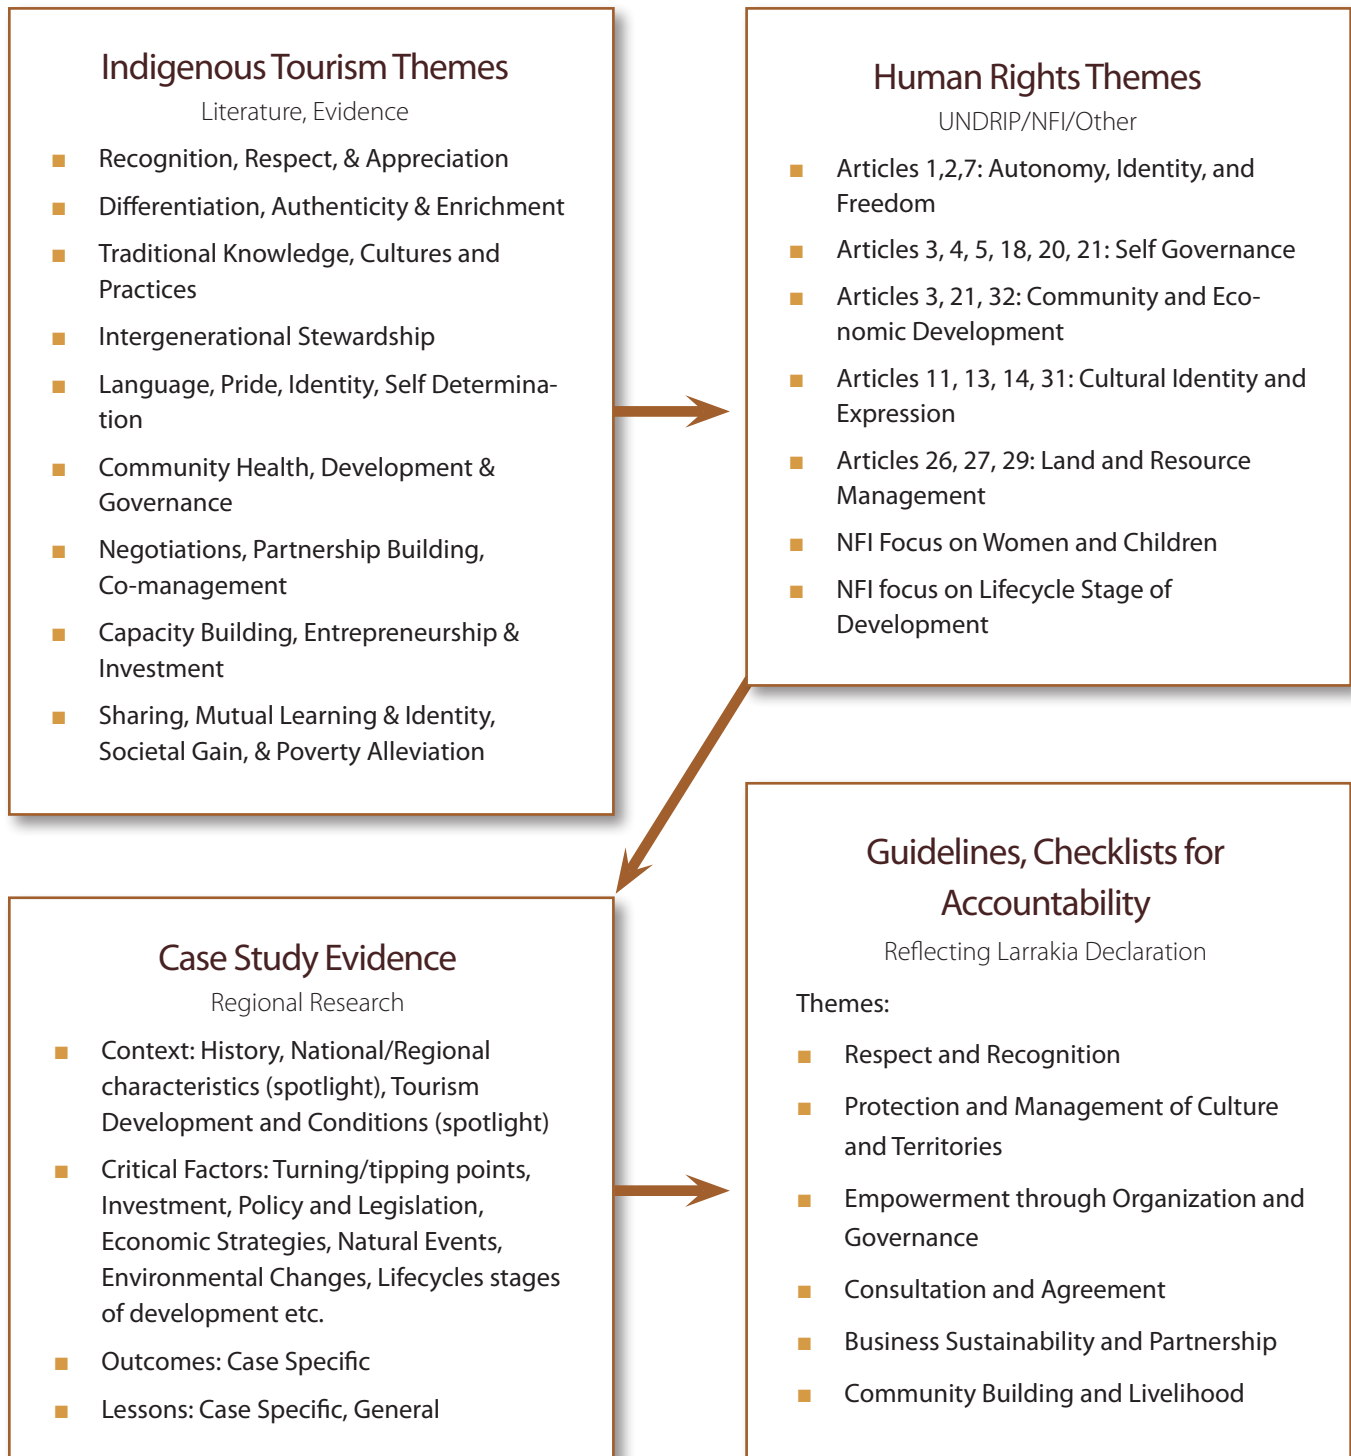 Indigenous Tourism Themes
Literature, Evidence
■ Recognition, Respect, & Appreciation
■ Differentiation, Authenticity & Enrichment
■ Traditional Knowledge, Cultures and
Practices
■ Intergenerational Stewardship
■ Language, Pride, Identity, Self Determina-
tion
■ Community Health, Development &
Governance
■ Negotiations, Partnership Building,
Co-management
■ Capacity Building, Entrepreneurship &
Investment
■ Sharing, Mutual Learning & Identity,
Societal Gain, & Poverty Alleviation
Human Rights Themes
UNDRIP/NFI/Other
■ Articles 1,2,7: Autonomy, Identity, and
Freedom
■ Articles 3, 4, 5, 18, 20, 21: Self Governance
■ Articles 3, 21, 32: Community and Eco-
nomic Development
■ Articles 11, 13, 14, 31: Cultural Identity and
Expression
■ Articles 26, 27, 29: Land and Resource
Management
■ NFI Focus on Women and Children
■ NFI focus on Lifecycle Stage of
Development
Case Study Evidence
Regional Research
■ Context: History, National/Regional
characteristics (spotlight), Tourism
Development and Conditions (spotlight)
■ Critical Factors: Turning/tipping points,
Investment, Policy and Legislation,
Economic Strategies, Natural Events,
Environmental Changes, Lifecycles stages
of development etc.
■ Outcomes: Case Specific
■ Lessons: Case Specific, General
Guidelines, Checklists for
Accountability
Reflecting Larrakia Declaration
Themes:
■ Respect and Recognition
■ Protection and Management of Culture
and Territories
■ Empowerment through Organization and
Governance
■ Consultation and Agreement
■ Business Sustainability and Partnership
■ Community Building and Livelihood